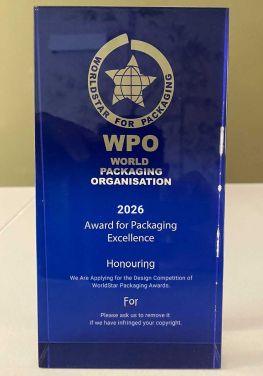 WORLDSTAR FOR PACKAGING
WPO
WORLD
PACKAGING
ORGANISATION
2026
Award for Packaging
Excellence
Honouring
We Are Applying for the Design Competition of
WorldStar Packaging Awards.
For
Please ask us to remove it
if we have infringed your copyright.